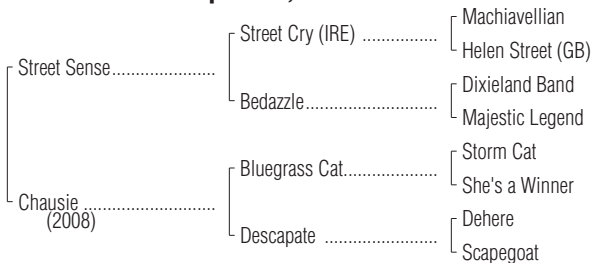 Machiavellian
Street Cry (IRE) ..................
Helen Street (GB)
Street Sense.........................
Dixieland Band
Bedazzle................................
Majestic Legend
Storm Cat
Bluegrass Cat........................
She's a Winner
Chausie ................................
(2008)
Dehere
Descapate ...........................
Scapegoat